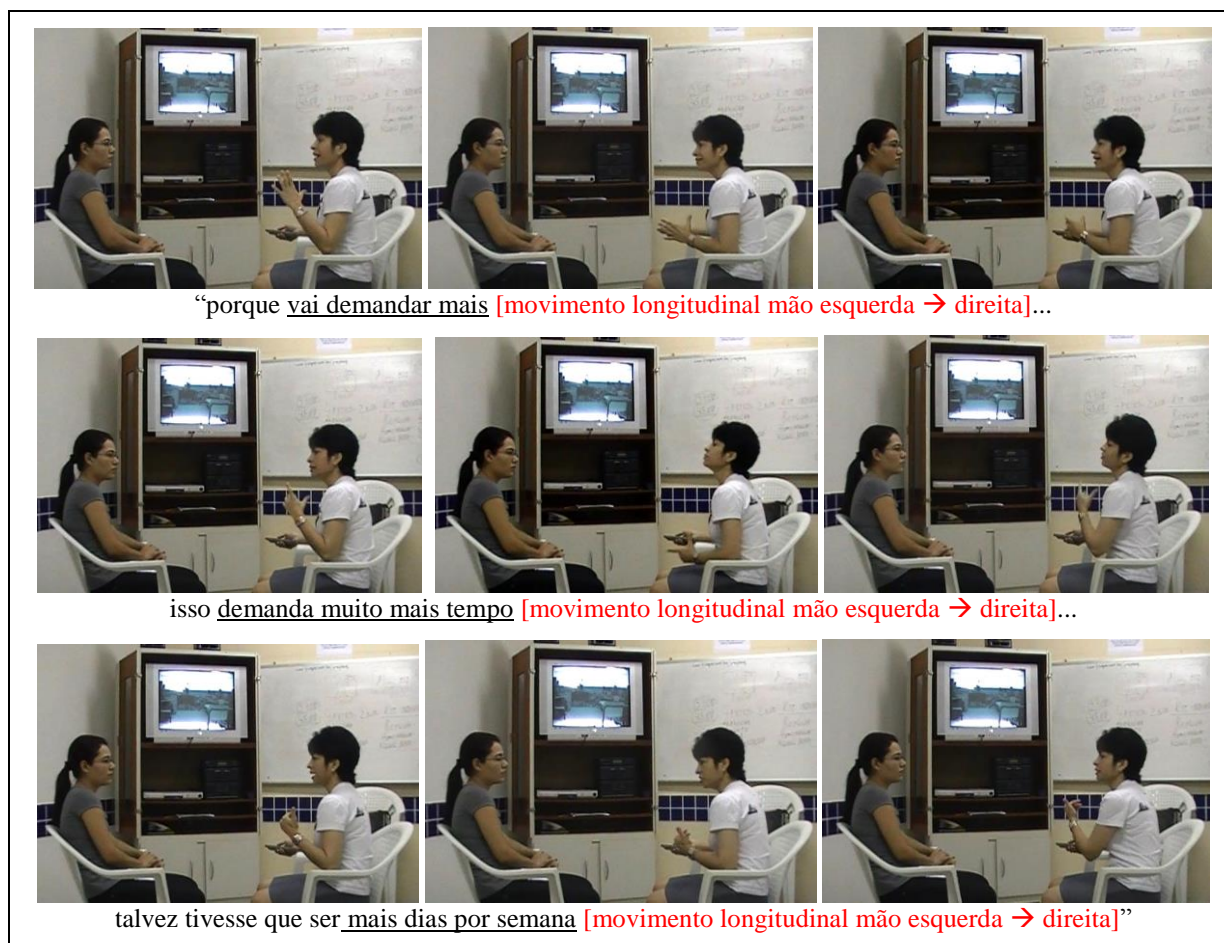 “porque vai demandar mais [movimento longitudinal mão esquerda → direita]...
isso demanda muito mais tempo [movimento longitudinal mão esquerda → direita]...
talvez tivesse que ser mais dias por semana [movimento longitudinal mão esquerda → direita]”